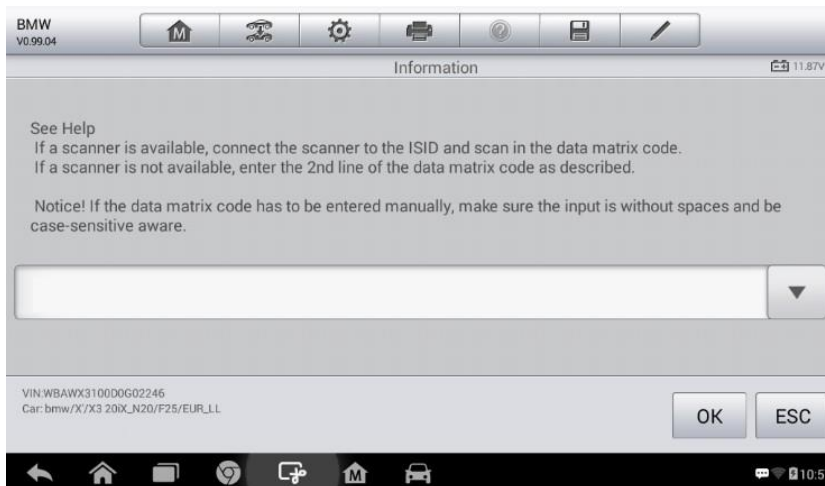 BMW
V0.99.04
M
Information
11.87V
See Help
If a scanner is available, connect the scanner to the ISID and scan in the data matrix code.
If a scanner is not available, enter the 2nd line of the data matrix code as described.
Notice! If the data matrix code has to be entered manually, make sure the input is without spaces and be
case-sensitive aware.
VIN:WBAWX3100D0G02246
Car: bmw/X'/X3 20iX_N20/F25/EUR_LL
OK
ESC
M
10:5